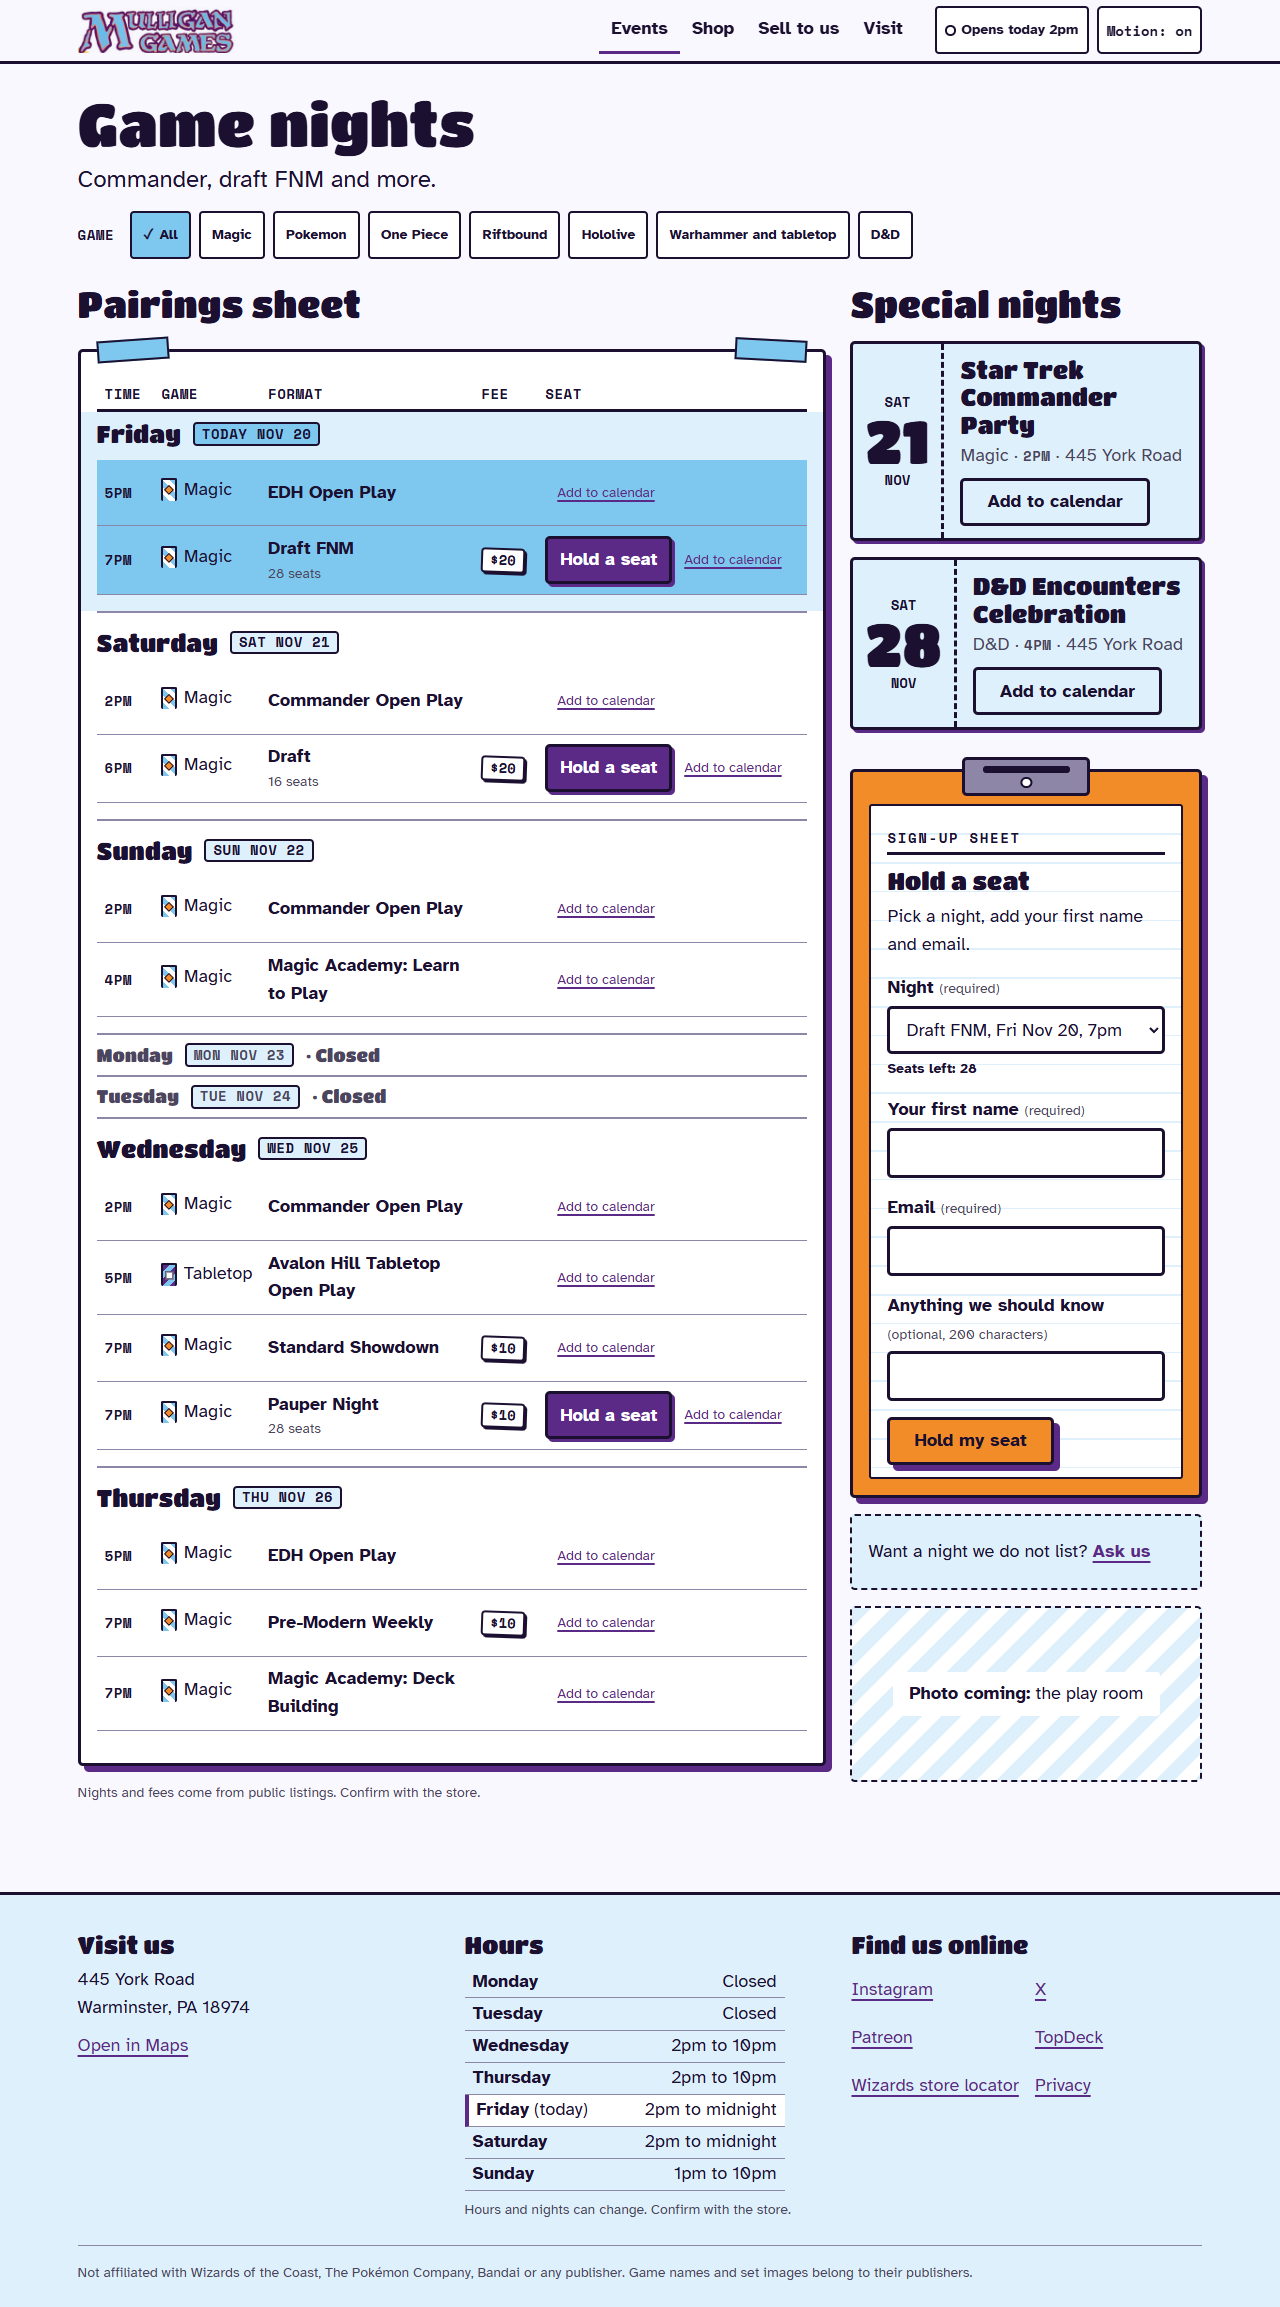 MULLIGAN GAMES
Events Shop Sell to us Visit Opens today 2pm Motion: on
Game nights
Commander, draft FNM and more.
GAME ✓ All Magic Pokemon One Piece Riftbound Hololive Warhammer and tabletop D&D
Pairings sheet
TIME GAME FORMAT FEE SEAT
Friday TODAY NOV 20
5PM Magic EDH Open Play Add to calendar
7PM Magic Draft FNM $20 Hold a seat Add to calendar
28 seats
Saturday SAT NOV 21
2PM Magic Commander Open Play Add to calendar
6PM Magic Draft $20 Hold a seat Add to calendar
16 seats
Sunday SUN NOV 22
2PM Magic Commander Open Play Add to calendar
4PM Magic Magic Academy: Learn Add to calendar
to Play
Monday MON NOV 23 · Closed
Tuesday TUE NOV 24 · Closed
Wednesday WED NOV 25
2PM Magic Commander Open Play Add to calendar
5PM Tabletop Avalon Hill Tabletop Add to calendar
Open Play
7PM Magic Standard Showdown $10 Add to calendar
7PM Magic Pauper Night $10 Hold a seat Add to calendar
28 seats
Thursday THU NOV 26
5PM Magic EDH Open Play Add to calendar
7PM Magic Pre-Modern Weekly $10 Add to calendar
7PM Magic Magic Academy: Deck Add to calendar
Building
Nights and fees come from public listings. Confirm with the store.
Special nights
SAT
21
NOV
Star Trek
Commander
Party
Magic · 2PM · 445 York Road
Add to calendar
SAT
28
NOV
D&D Encounters
Celebration
D&D · 4PM · 445 York Road
Add to calendar
SIGN-UP SHEET
Hold a seat
Pick a night, add your first name
and email.
Night (required)
Draft FNM, Fri Nov 20, 7pm
Seats left: 28
Your first name (required)
Email (required)
Anything we should know
(optional, 200 characters)
Hold my seat
Want a night we do not list? Ask us
Photo coming: the play room
Visit us
445 York Road
Warminster, PA 18974
Open in Maps
Hours
Monday Closed
Tuesday Closed
Wednesday 2pm to 10pm
Thursday 2pm to 10pm
Friday (today) 2pm to midnight
Saturday 2pm to midnight
Sunday 1pm to 10pm
Hours and nights can change. Confirm with the store.
Find us online
Instagram X
Patreon TopDeck
Wizards store locator Privacy
Not affiliated with Wizards of the Coast, The Pokémon Company, Bandai or any publisher. Game names and set images belong to their publishers.